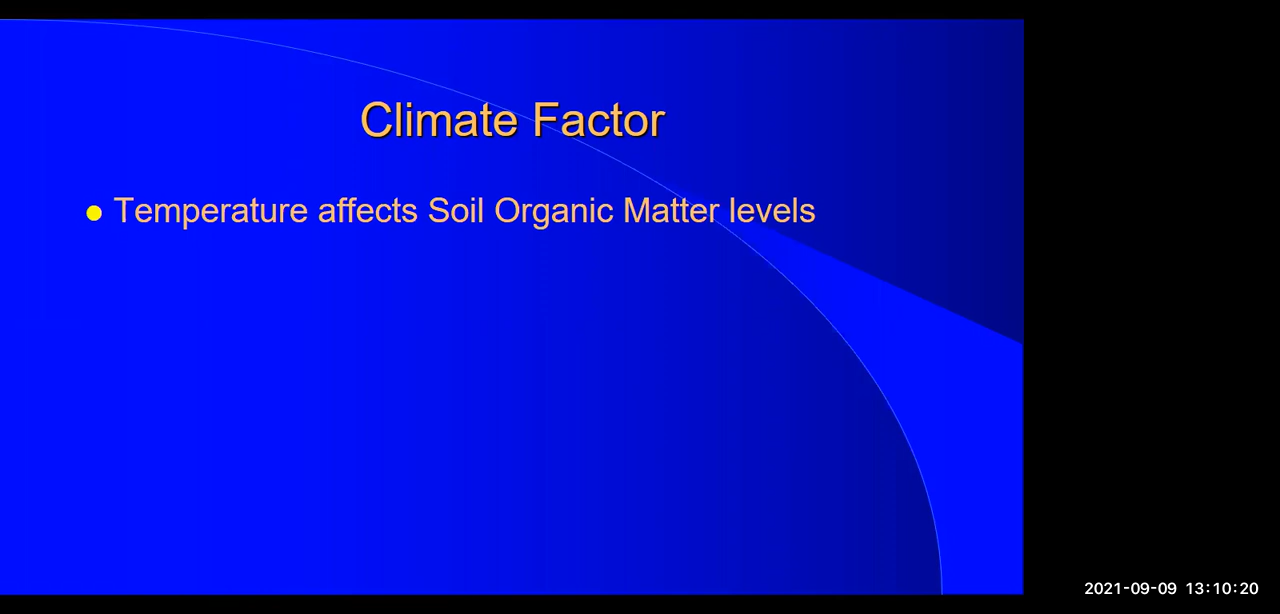 Climate Factor
Temperature affects Soil Organic Matter levels
2021-09-09 13:10:20